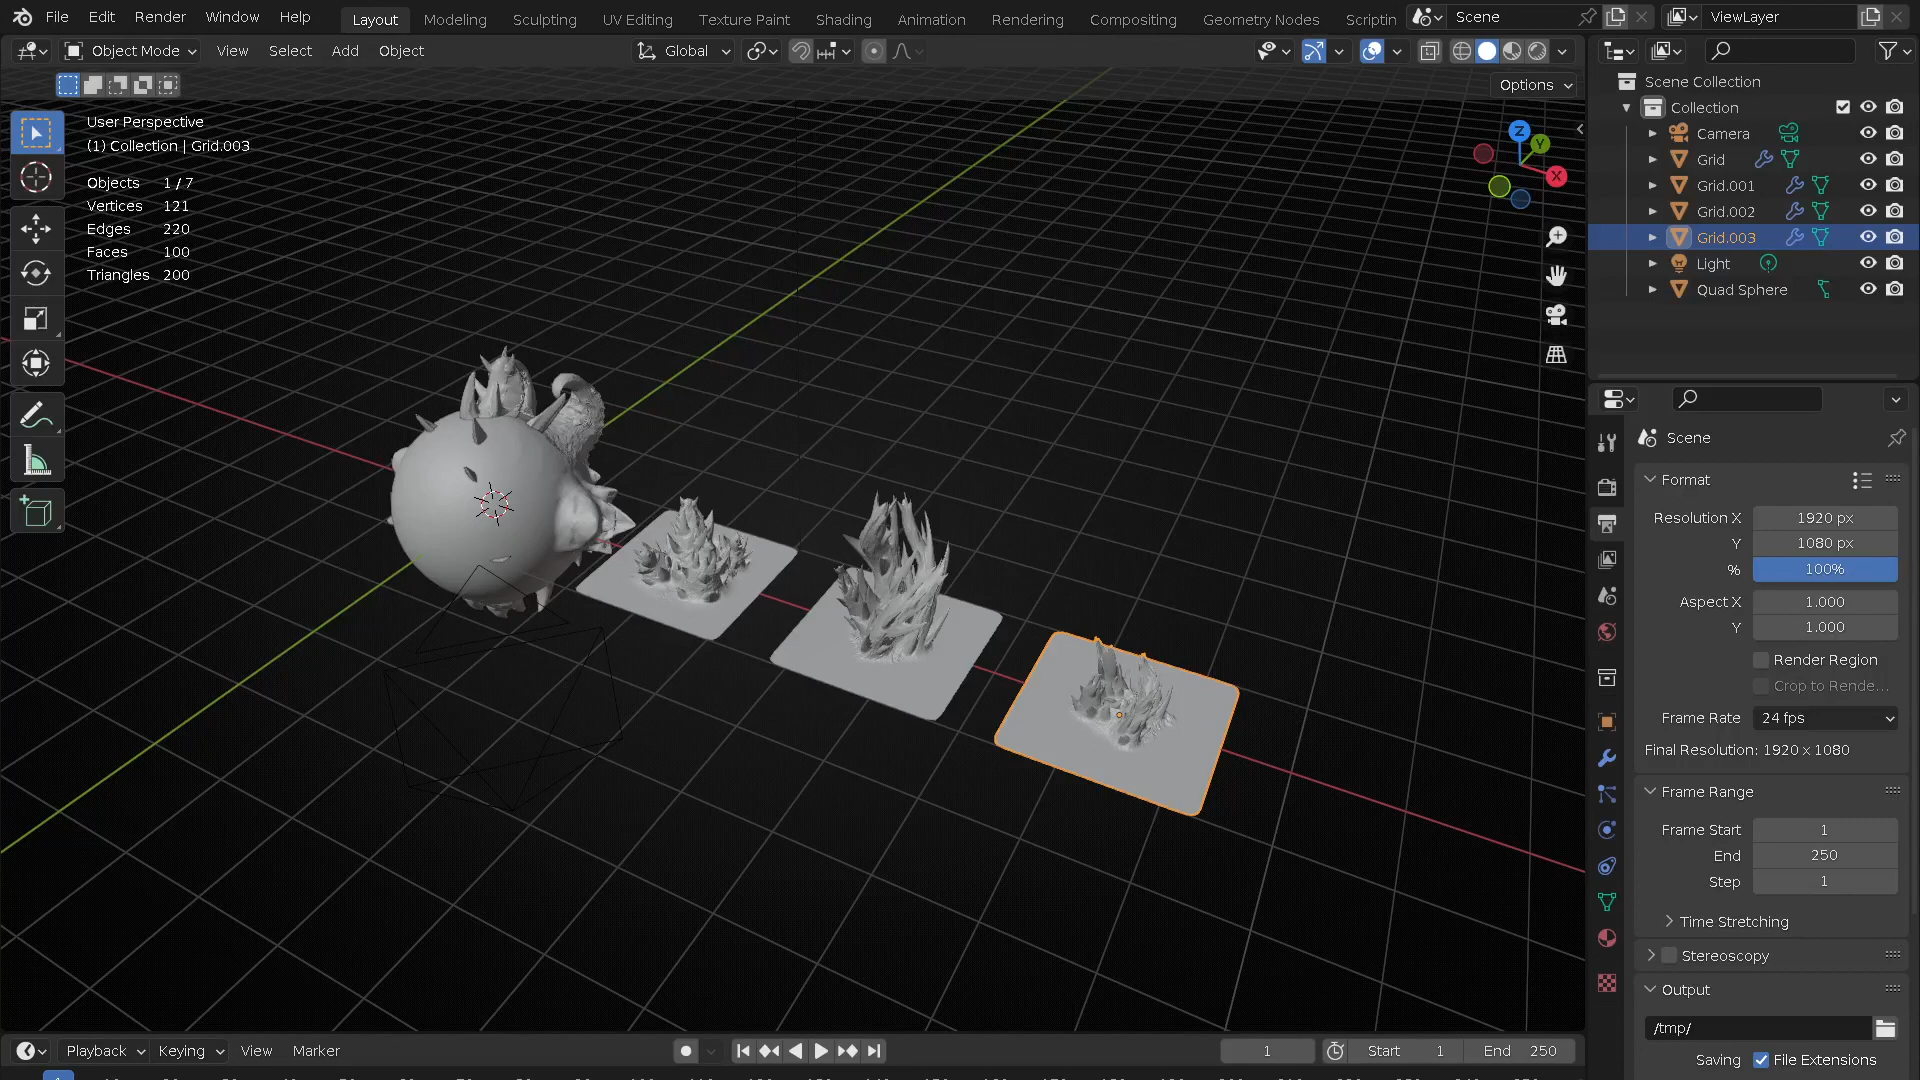 File Edit Render Window Help Layout Modeling Sculpting UV Editing Texture Paint Shading Animation Rendering Compositing Geometry Nodes Scriptin Scene ViewLayer
Object Mode View Select Add Object Global
Options
User Perspective
(1) Collection | Grid.003
Objects 1 / 7
Vertices 121
Edges 220
Faces 100
Triangles 200
Z
Y
X
Scene Collection
Collection
Camera
Grid
Grid.001
Grid.002
Grid.003
Light
Quad Sphere
Scene
Format
Resolution X 1920 px
Y 1080 px
% 100%
Aspect X 1.000
Y 1.000
Render Region
Crop to Rende...
Frame Rate 24 fps
Final Resolution: 1920 x 1080
Frame Range
Frame Start 1
End 250
Step 1
Time Stretching
Stereoscopy
Output
/tmp/
Saving File Extensions
Playback Keying View Marker 1 Start 1 End 250